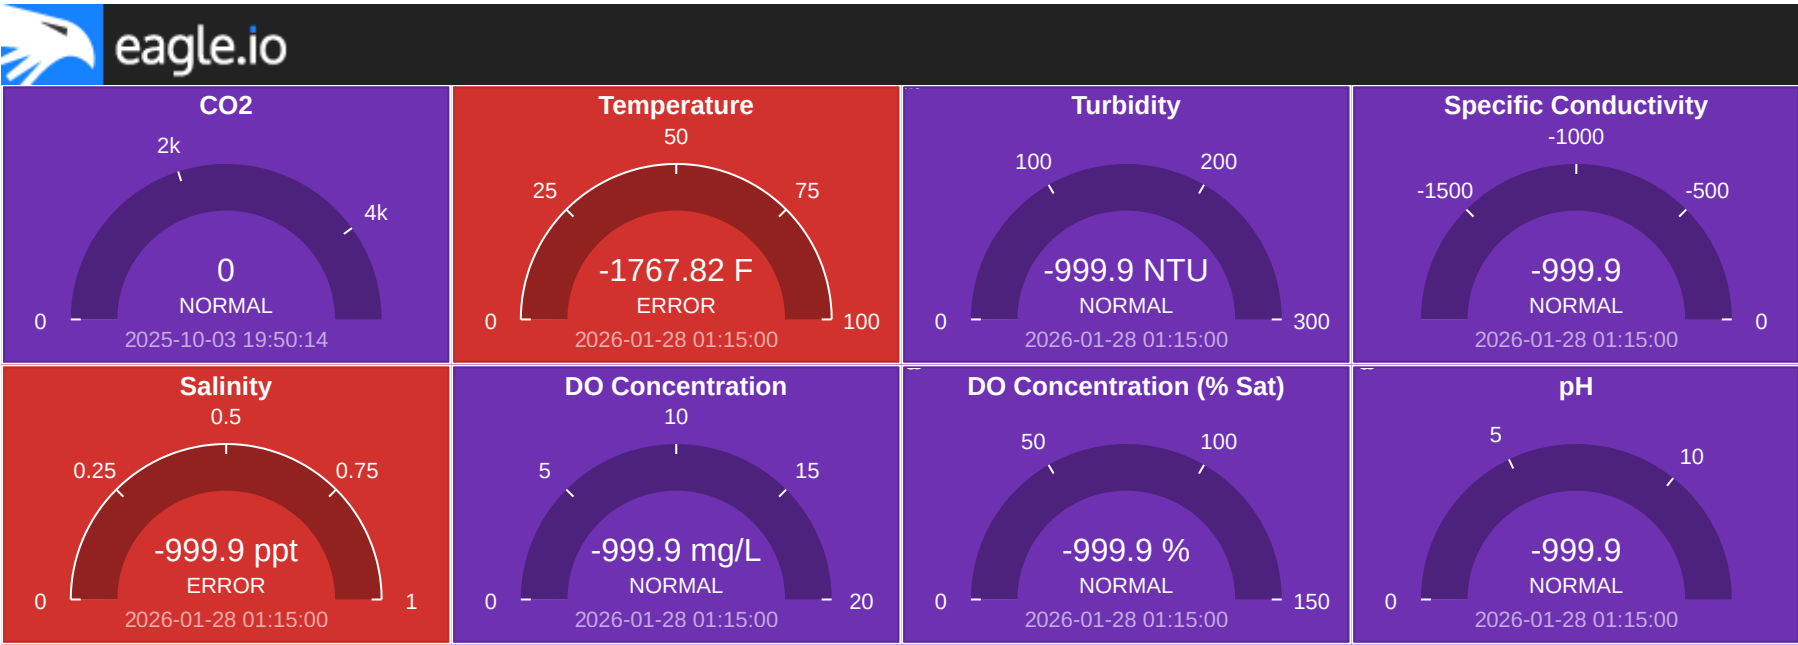 eagle.io
CO2
2k
4k
0
NORMAL
0
2025-10-03 19:50:14
Temperature
50
25
75
-1767.82 F
ERROR
0
100
2026-01-28 01:15:00
Turbidity
100
200
-999.9 NTU
NORMAL
0
300
2026-01-28 01:15:00
Specific Conductivity
-1000
-1500
-500
-999.9
NORMAL
0
2026-01-28 01:15:00
Salinity
0.5
0.25
0.75
-999.9 ppt
ERROR
0
1
2026-01-28 01:15:00
DO Concentration
10
5
15
-999.9 mg/L
NORMAL
0
20
2026-01-28 01:15:00
DO Concentration (% Sat)
50
100
-999.9 %
NORMAL
0
150
2026-01-28 01:15:00
pH
5
10
-999.9
NORMAL
0
2026-01-28 01:15:00